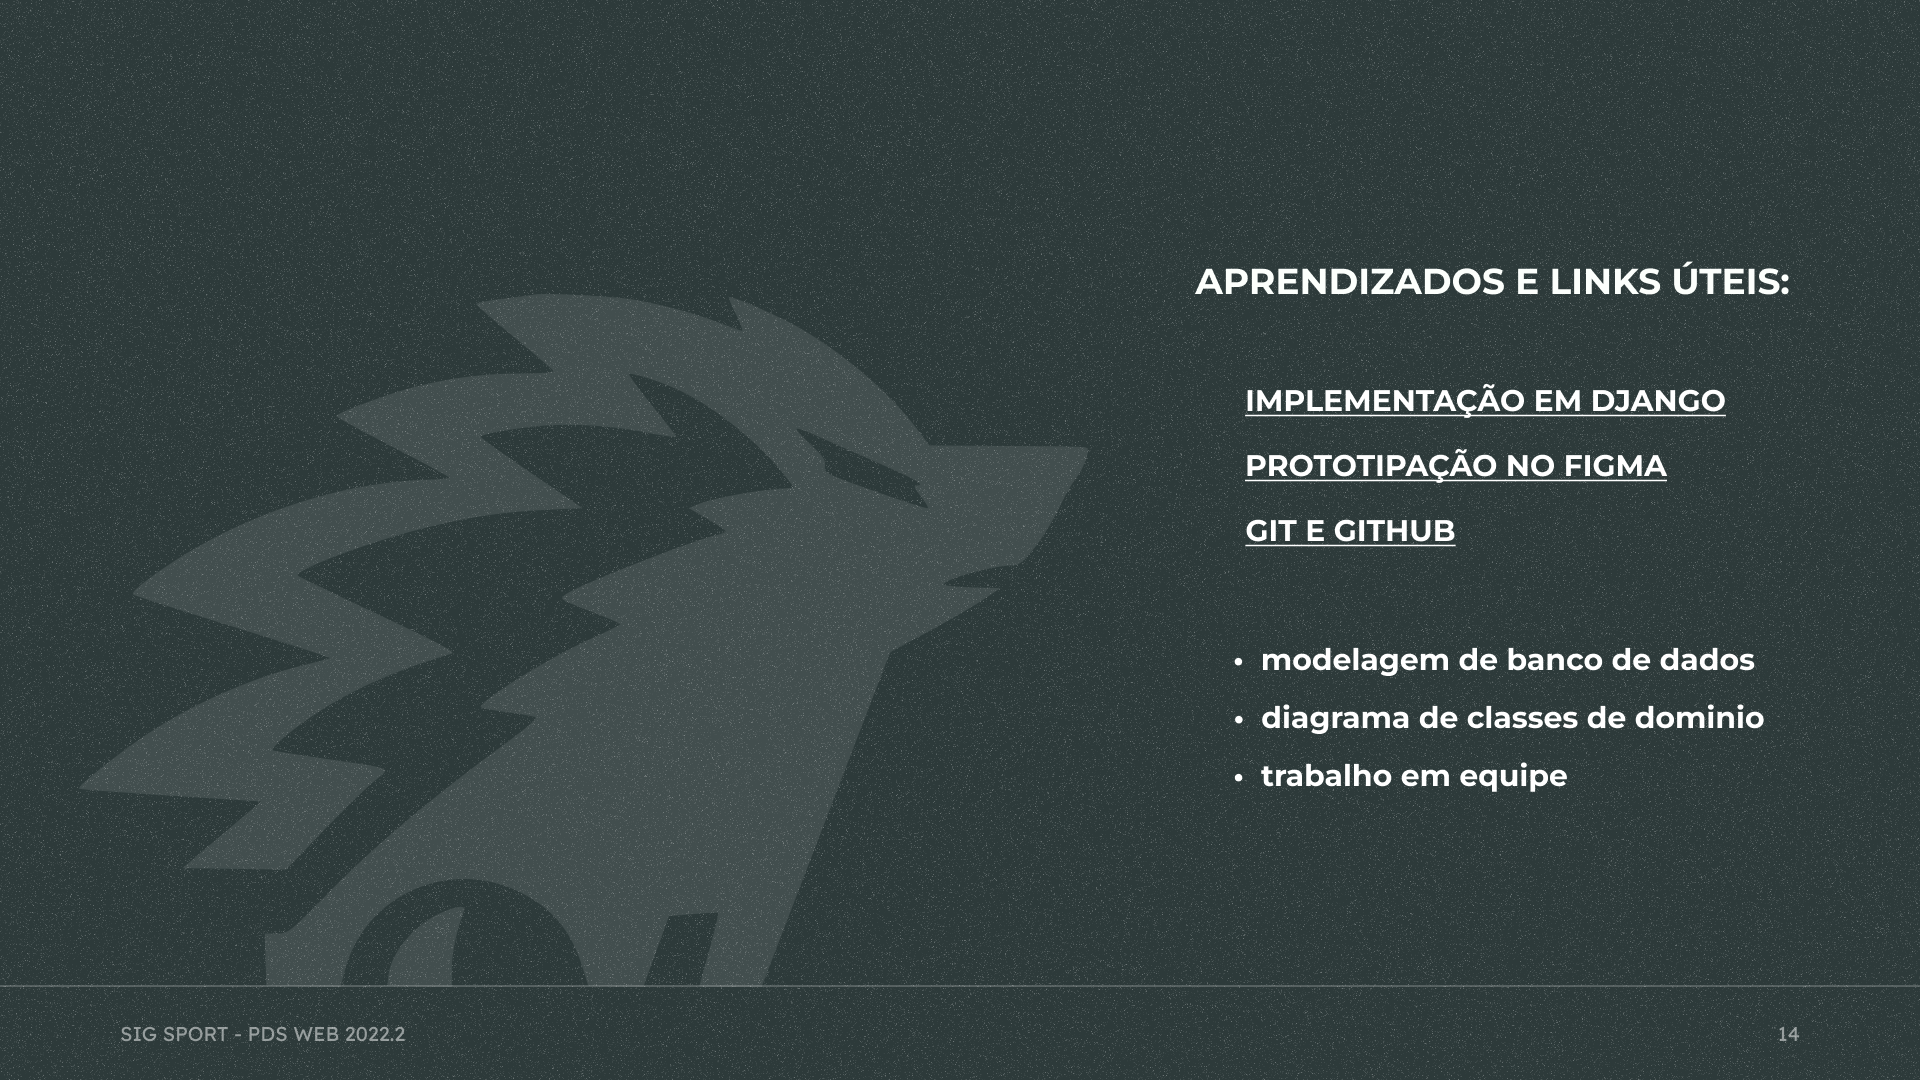 APRENDIZADOS E LINKS ÚTEIS:
IMPLEMENTAÇÃO EM DJANGO
PROTOTIPAÇÃO NO FIGMA
GIT E GITHUB
• modelagem de banco de dados
• diagrama de classes de dominio
• trabalho em equipe
SIG SPORT - PDS WEB 2022.2
14